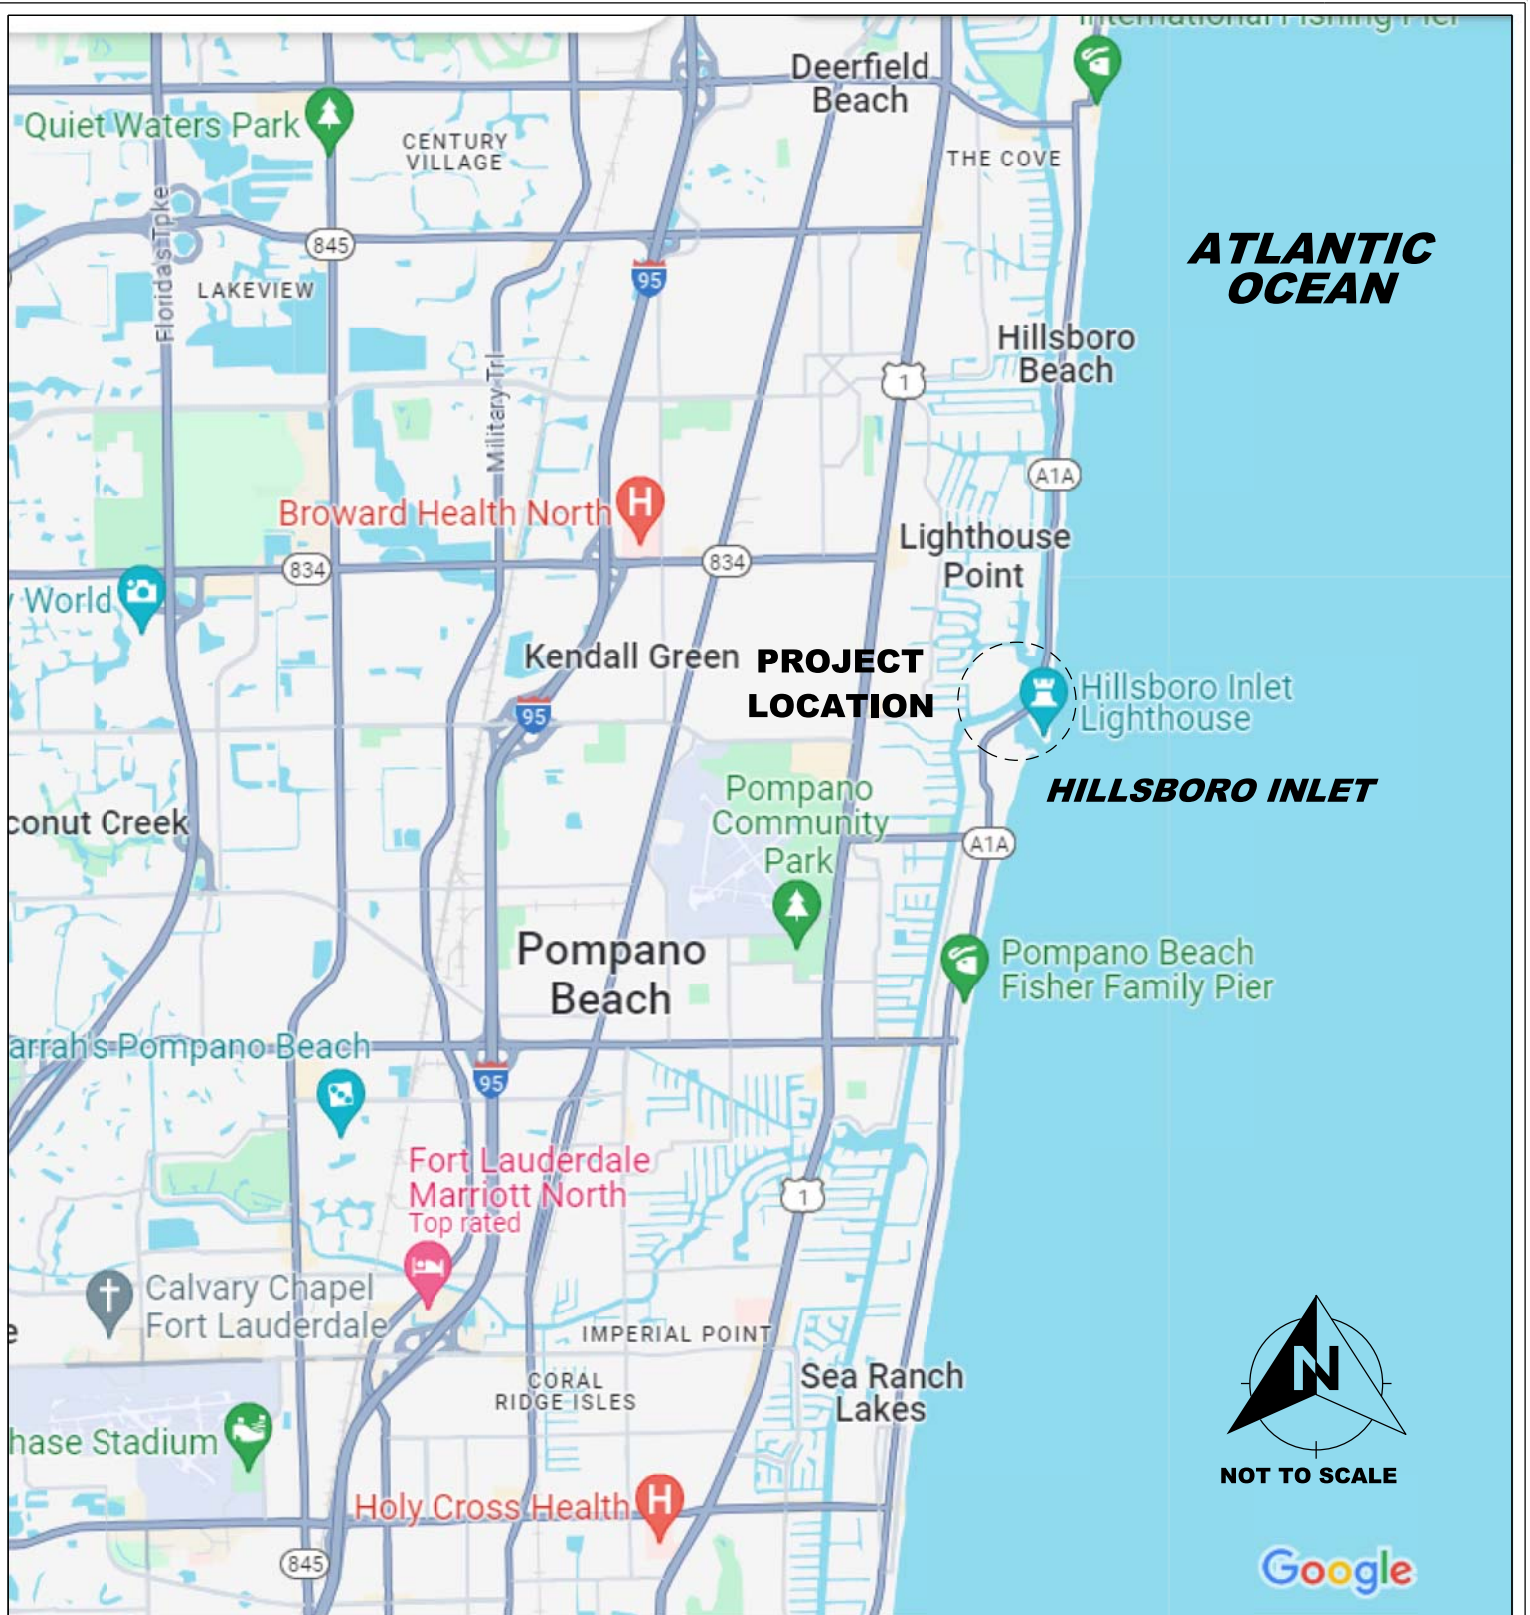 International Fishing Pier
Deerfield
Beach
Quiet Waters Park
CENTURY
VILLAGE
THE COVE
Florida's Tpke
845
ATLANTIC
OCEAN
95
LAKEVIEW
Hillsboro
Beach
1
Military Trl
A1A
Broward Health North
H
Lighthouse
Point
834
834
y World
Kendall Green
PROJECT
LOCATION
Hillsboro Inlet
Lighthouse
95
HILLSBORO INLET
Pompano
Community
Park
conut Creek
A1A
Pompano
Beach
Pompano Beach
Fisher Family Pier
arrah's Pompano Beach
95
Fort Lauderdale
Marriott North
Top rated
1
Calvary Chapel
Fort Lauderdale
e
IMPERIAL POINT
Sea Ranch
Lakes
CORAL
RIDGE ISLES
N
NOT TO SCALE
hase Stadium
Holy Cross Health
H
845
Google